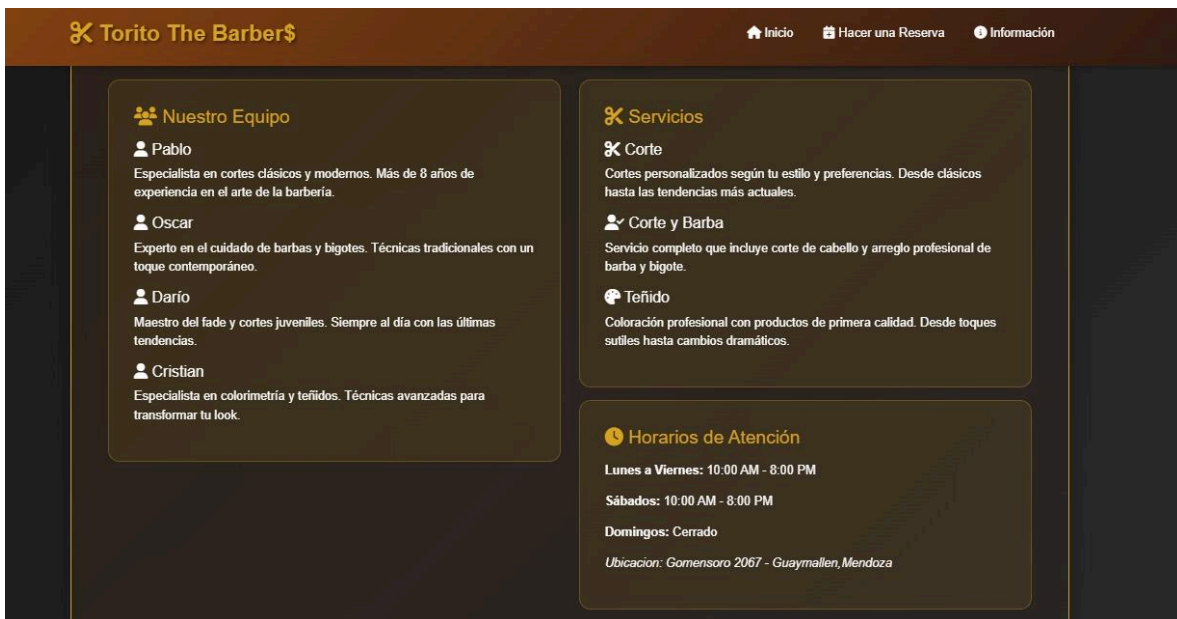 Torito The Barber$
Inicio
Hacer una Reserva
Información
Nuestro Equipo
Pablo
Especialista en cortes clásicos y modernos. Más de 8 años de
experiencia en el arte de la barbería.
Oscar
Experto en el cuidado de barbas y bigotes. Técnicas tradicionales con un
toque contemporáneo.
Darío
Maestro del fade y cortes juveniles. Siempre al día con las últimas
tendencias.
Cristian
Especialista en colorimetría y teñidos. Técnicas avanzadas para
transformar tu look.
Servicios
Corte
Cortes personalizados según tu estilo y preferencias. Desde clásicos
hasta las tendencias más actuales.
Corte y Barba
Servicio completo que incluye corte de cabello y arreglo profesional de
barba y bigote.
Teñido
Coloración profesional con productos de primera calidad. Desde toques
sutiles hasta cambios dramáticos.
Horarios de Atención
Lunes a Viernes: 10:00 AM - 8:00 PM
Sábados: 10:00 AM - 8:00 PM
Domingos: Cerrado
Ubicacion: Gomensoro 2067 - Guaymallen,Mendoza